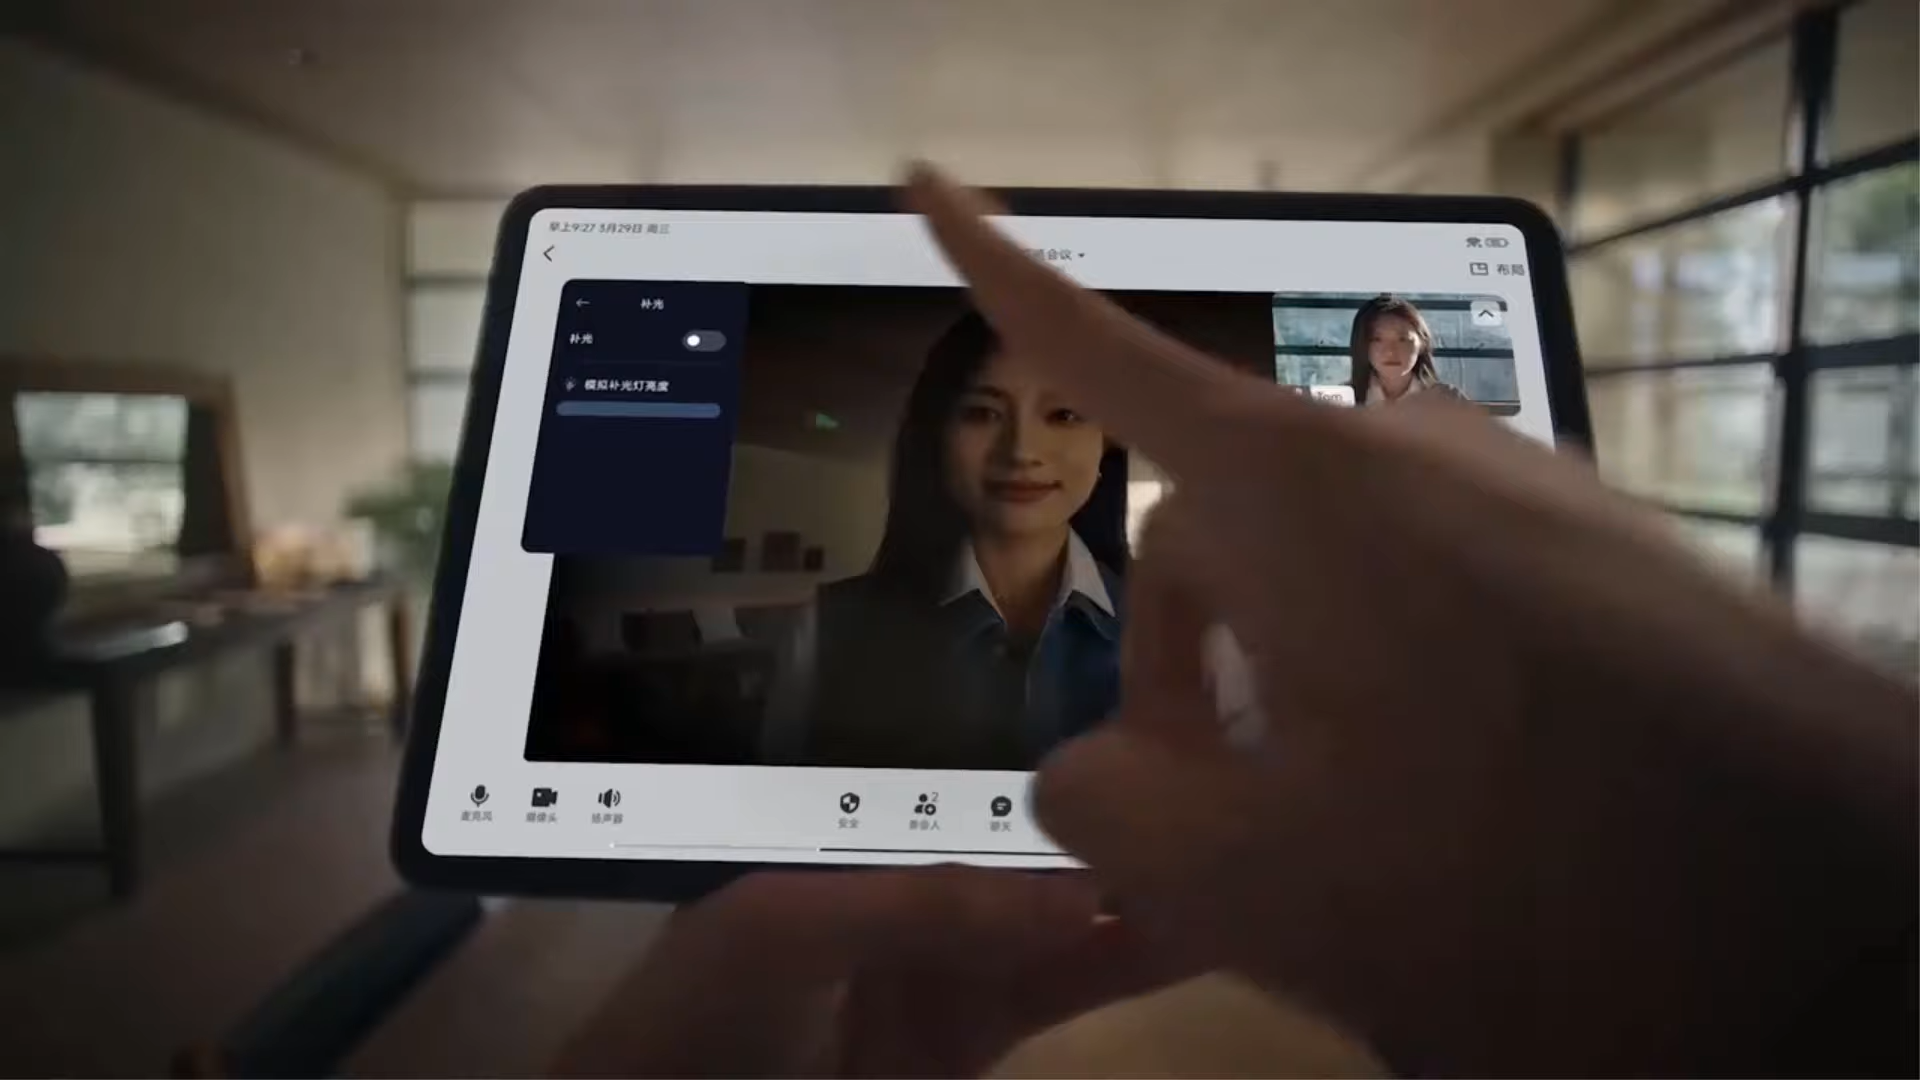 早上9:27 3月29日 周三
会议
布局
补光
补光
模拟补光灯亮度
Tom
麦克风
摄像头
扬声器
安全
2
参会人
聊天